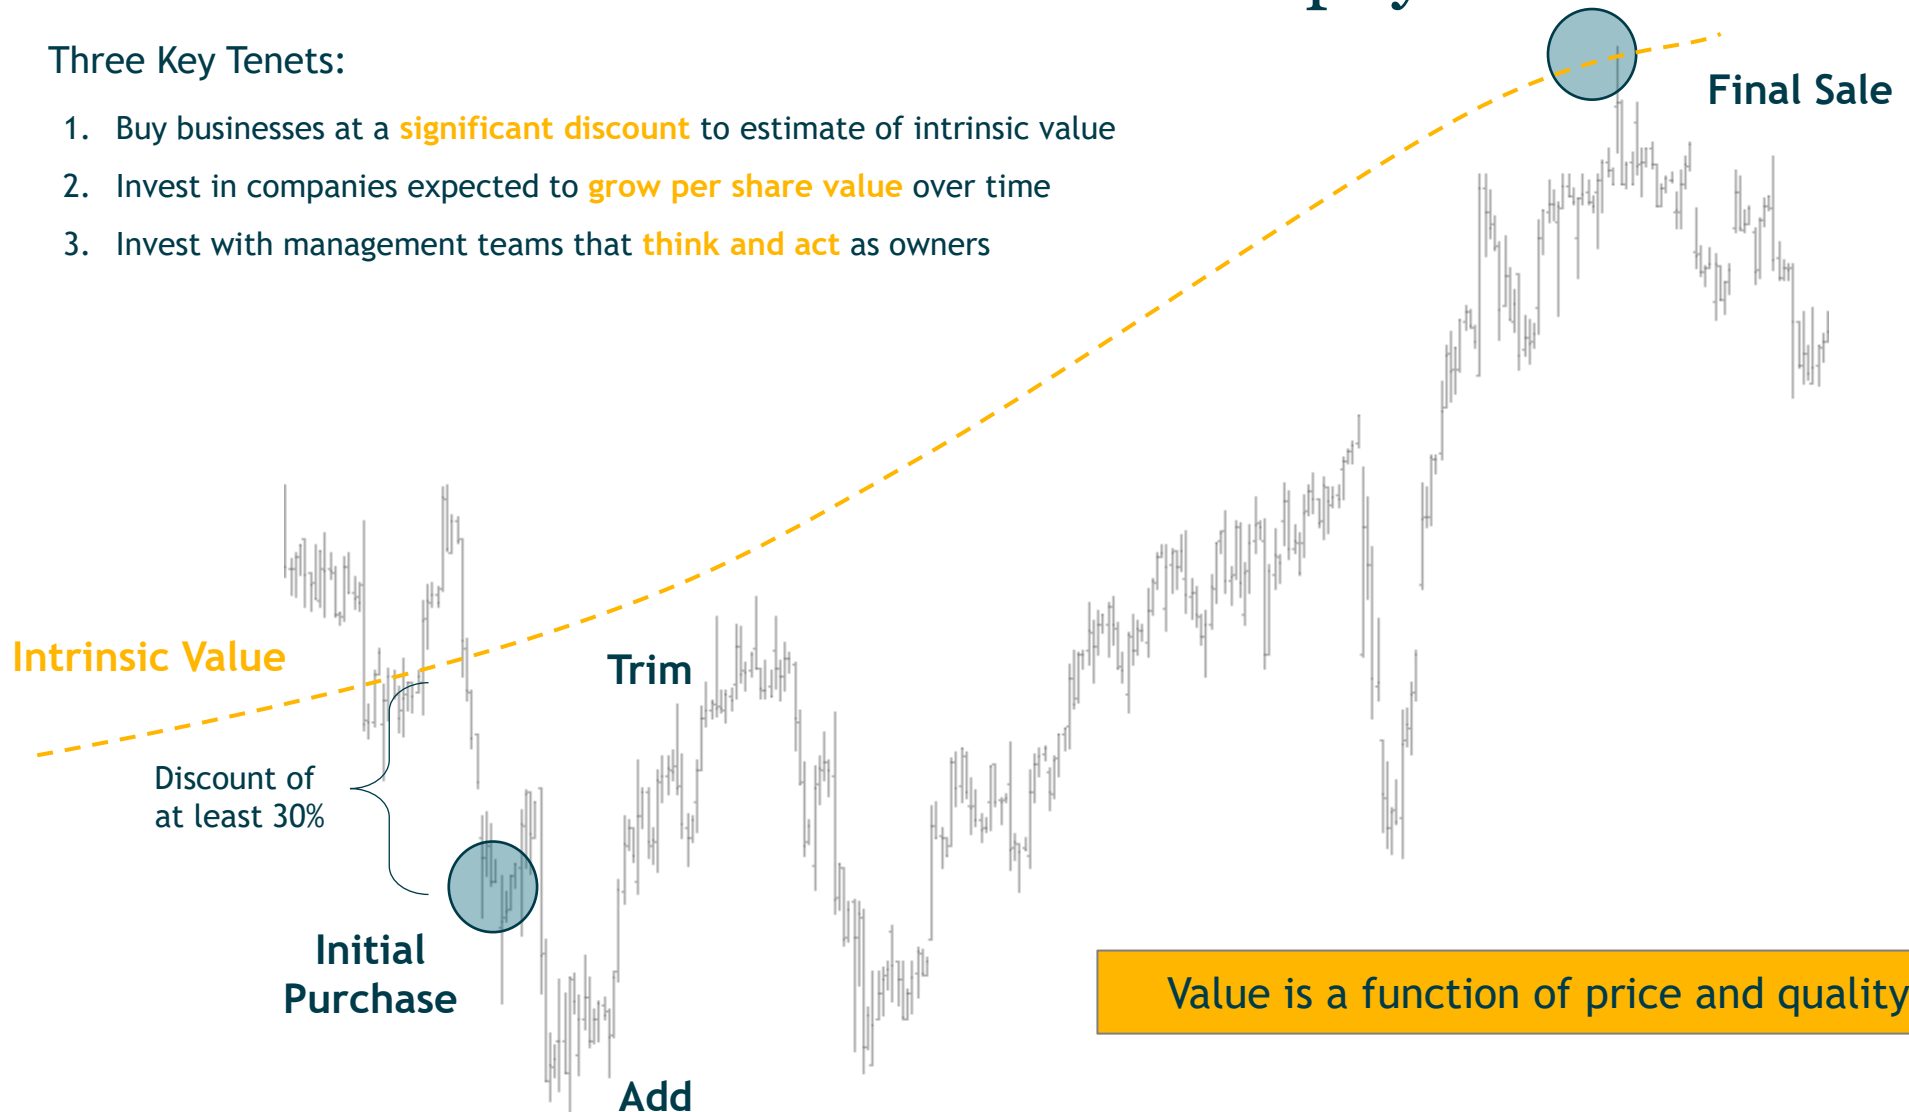 Three Key Tenets:
1. Buy businesses at a significant discount to estimate of intrinsic value
2. Invest in companies expected to grow per share value over time
3. Invest with management teams that think and act as owners
Final Sale
Intrinsic Value
Trim
Discount of
at least 30%
Initial
Purchase
Value is a function of price and quality
Add